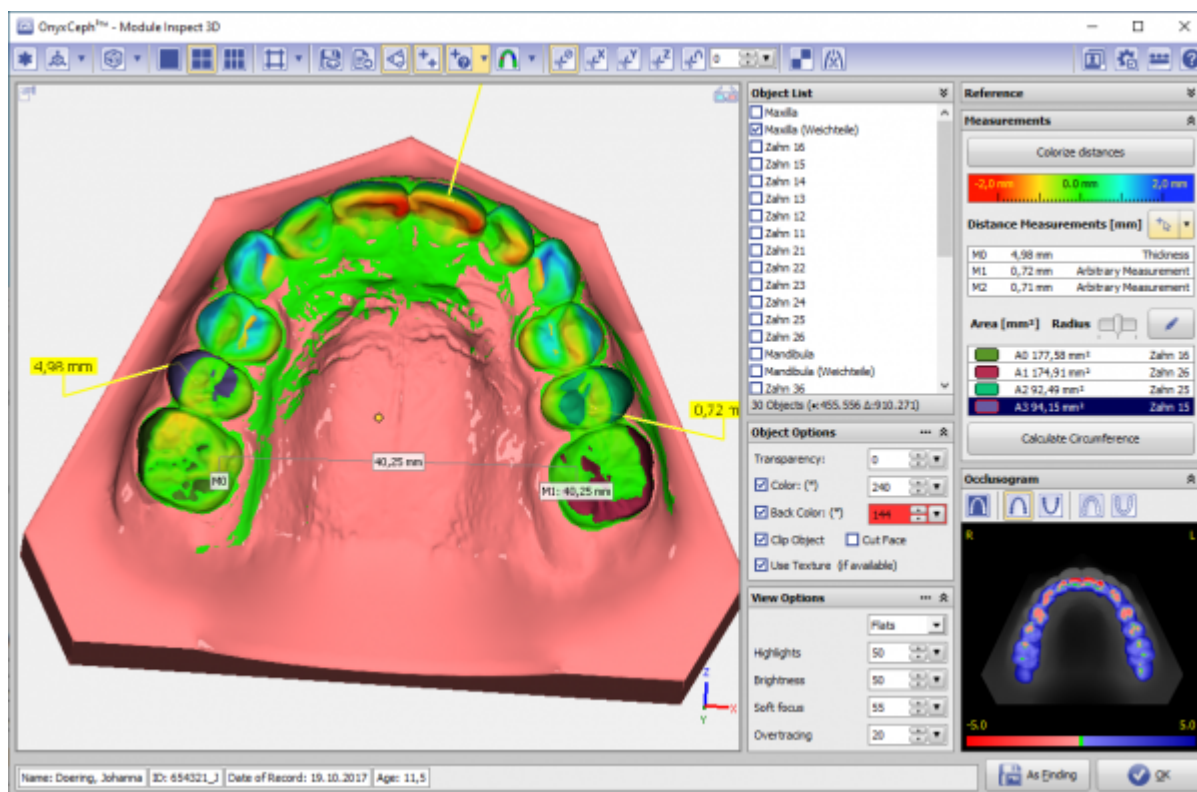 OnyxCeph³™ - Module Inspect 3D
0
Object List
Maxilla
Maxilla (Weichteile)
Zahn 16
Zahn 15
Zahn 14
Zahn 13
Zahn 12
Zahn 11
Zahn 21
Zahn 22
Zahn 23
Zahn 24
Zahn 25
Zahn 26
Mandibula
Mandibula (Weichteile)
Zahn 36
30 Objects (•:455.556 Δ:910.271)
Object Options
Transparency: 0
Color: (*) 240
Back Color: (*) 144
Clip Object Cut Face
Use Texture (if available)
View Options
Flats
Highlights 50
Brightness 50
Soft focus 55
Overtracing 20
Reference
Measurements
Colorize distances
-2,0 mm 0.0 mm 2,0 mm
Distance Measurements [mm]
M0 4,98 mm Thickness
M1 0,72 mm Arbitrary Measurement
M2 0,71 mm Arbitrary Measurement
Area [mm²] Radius
A0 177,58 mm² Zahn 16
A1 174,91 mm² Zahn 26
A2 92,49 mm² Zahn 25
A3 94,15 mm² Zahn 15
Calculate Circumference
Occlusogram
R L
-5.0 5.0
4,98 mm
0,72 m
40,25 mm
M0
M1: 40,25 mm
Z
X
Y
Name: Doering, Johanna ID: 654321_J Date of Record: 19.10.2017 Age: 11,5
As Finding
OK